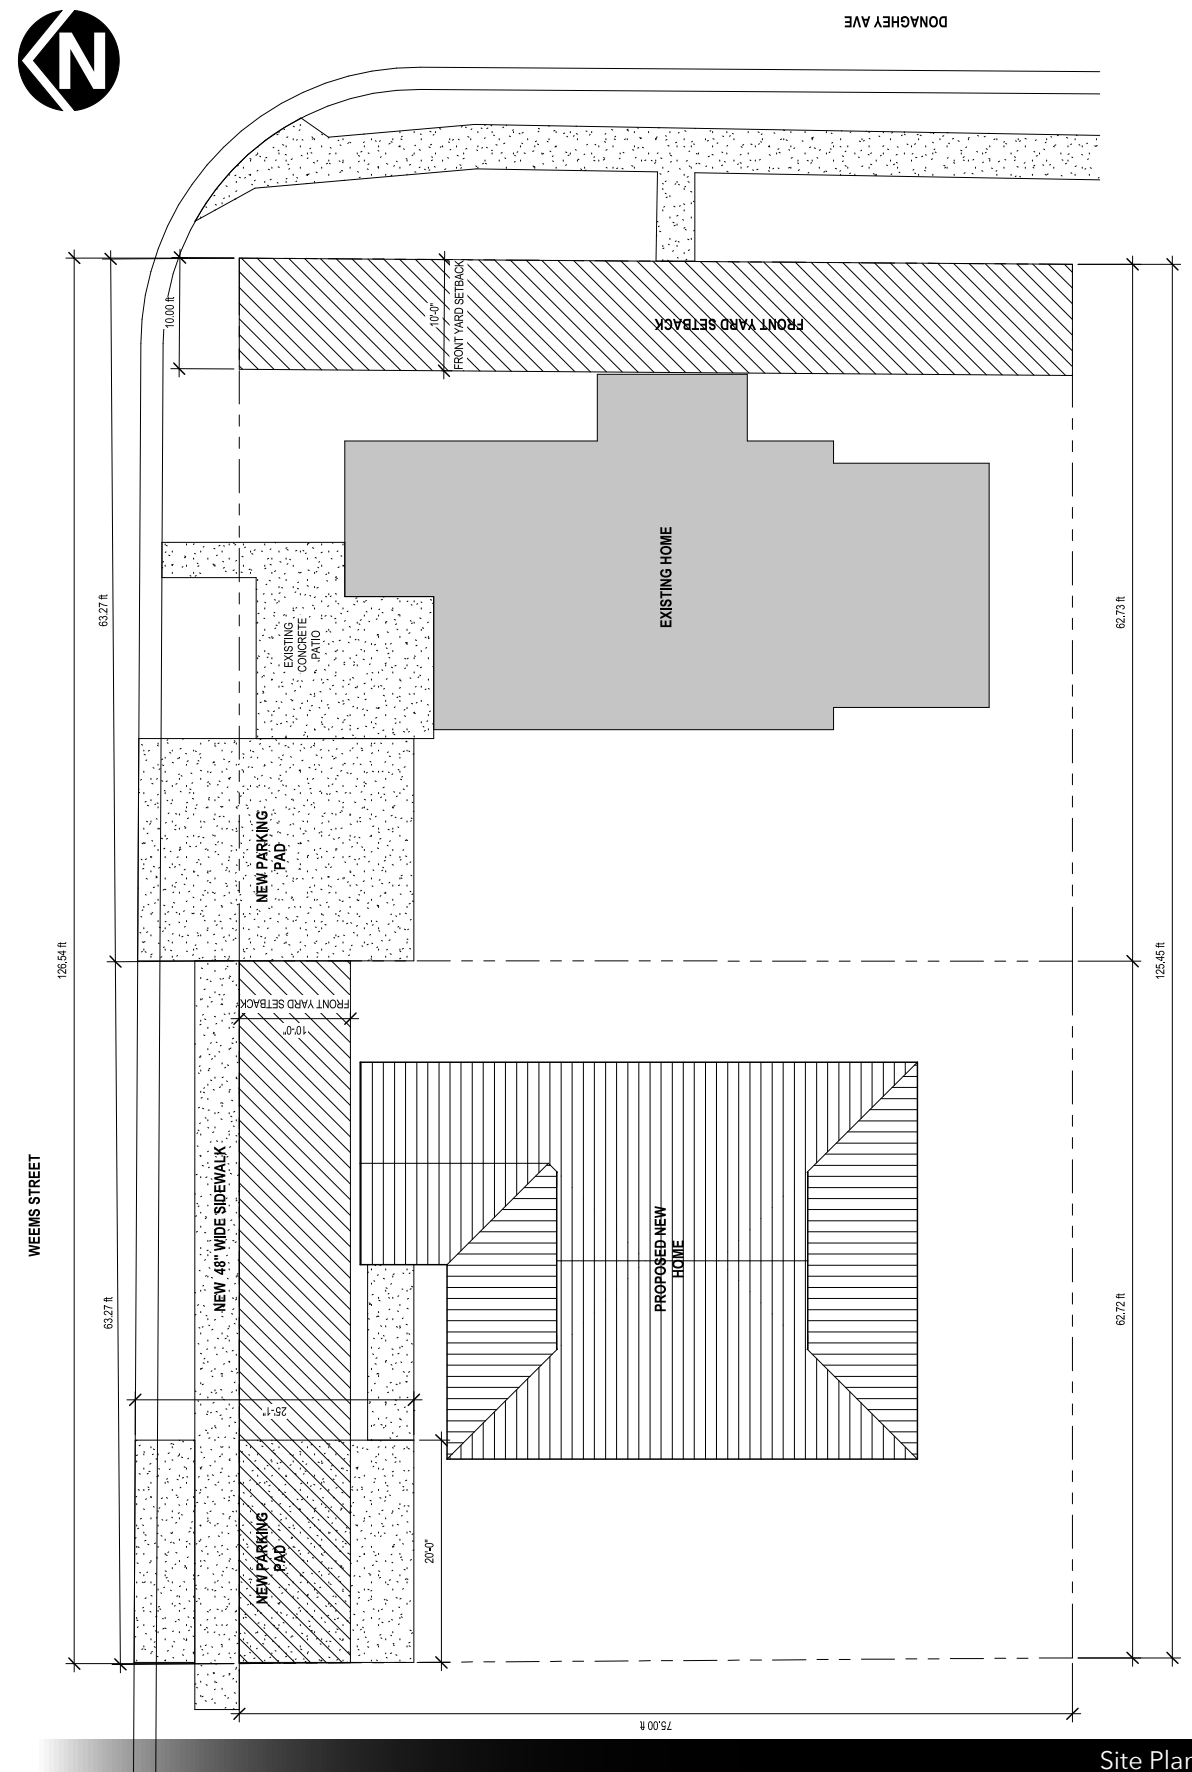 N
DONAGHEY AVE
10.00 ft
10'-0"
FRONT YARD SETBACK
FRONT YARD SETBACK
63.27 ft
EXISTING
CONCRETE
PATIO
EXISTING HOME
62.73 ft
NEW PARKING
PAD
126.54 ft
125.45 ft
FRONT YARD SETBACK
10'-0"
WEEMS STREET
NEW 48" WIDE SIDEWALK
PROPOSED NEW
HOME
63.27 ft
62.72 ft
25'-1"
NEW PARKING
PAD
20'-0"
75.00 ft
Site Plan